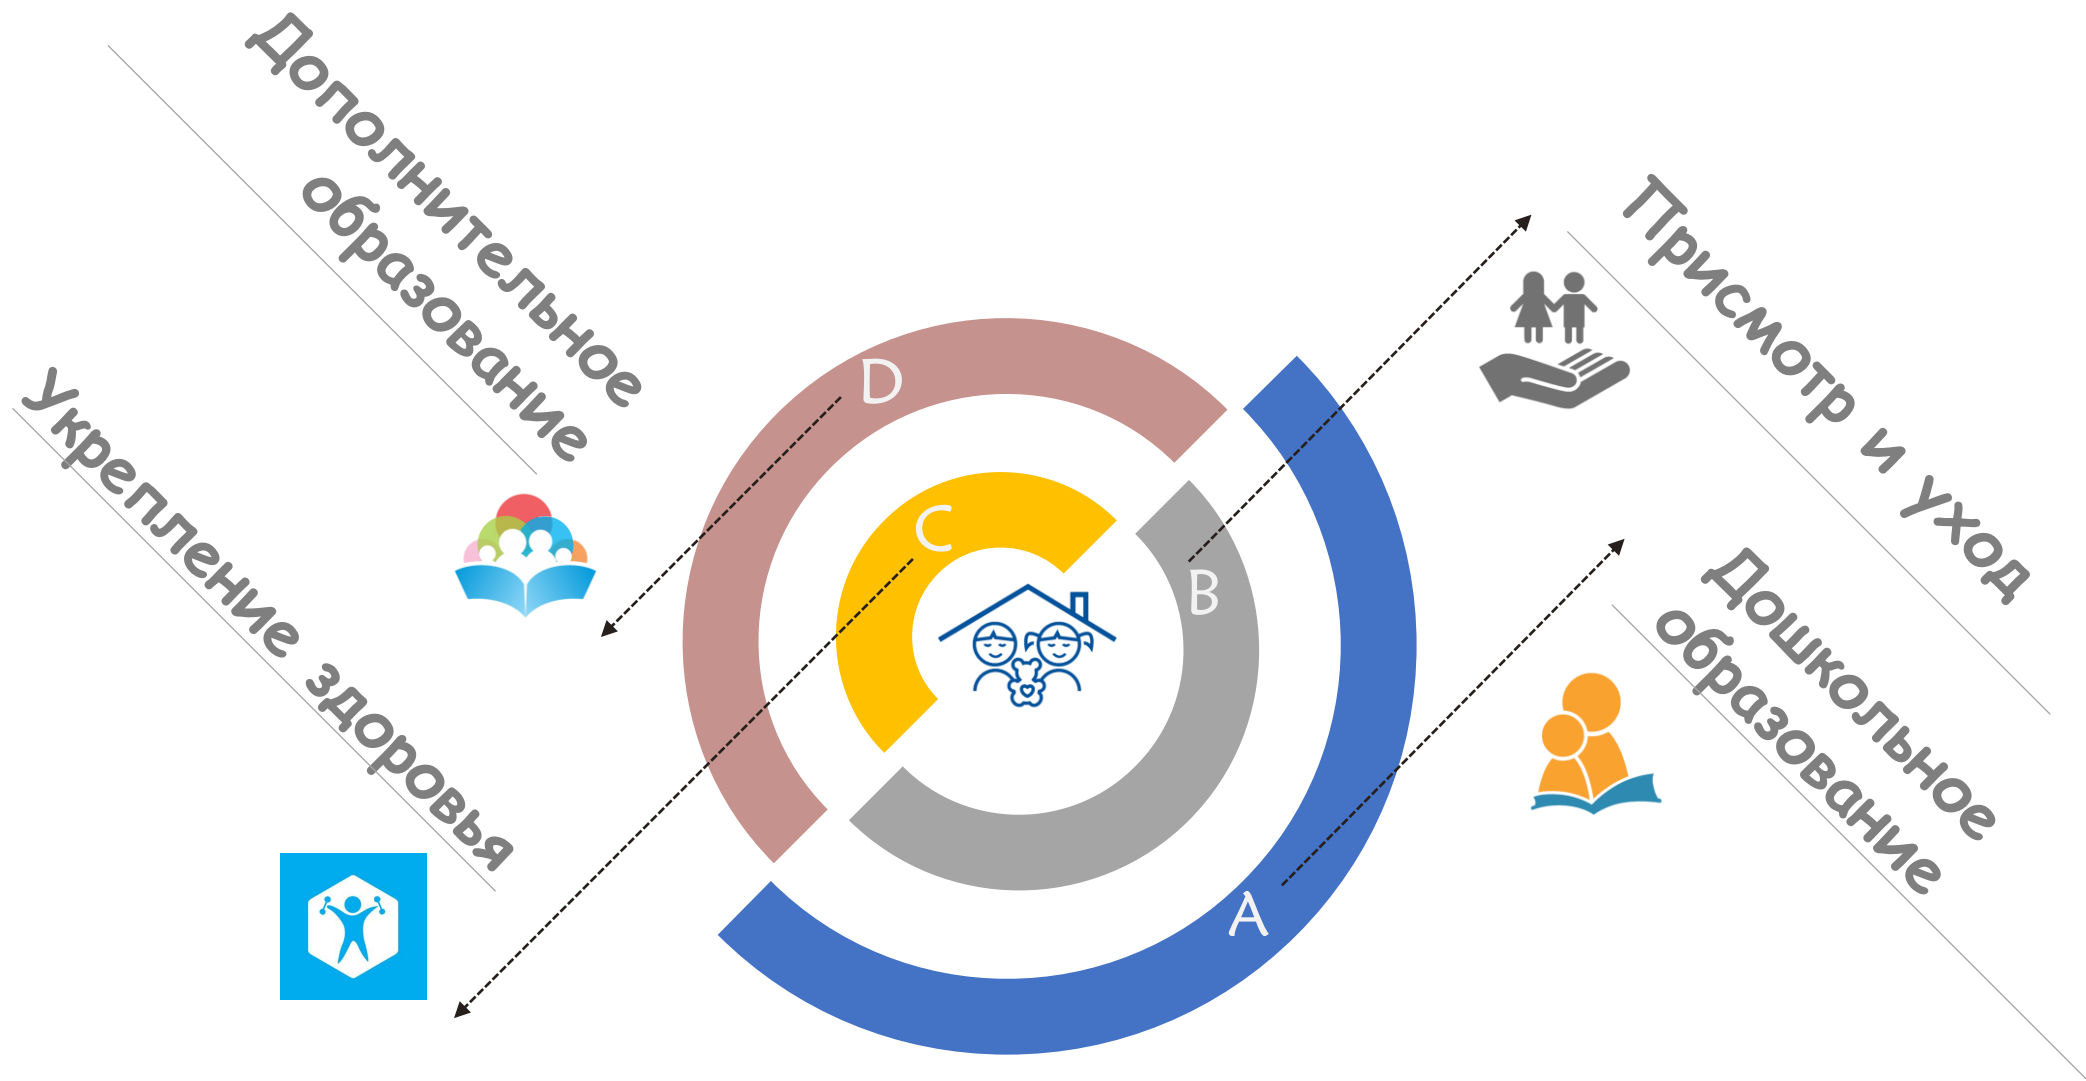 Дополнительное
образование
Укрепление здоровья
Присмотр и уход
Дошкольное
образование
D
C
B
A